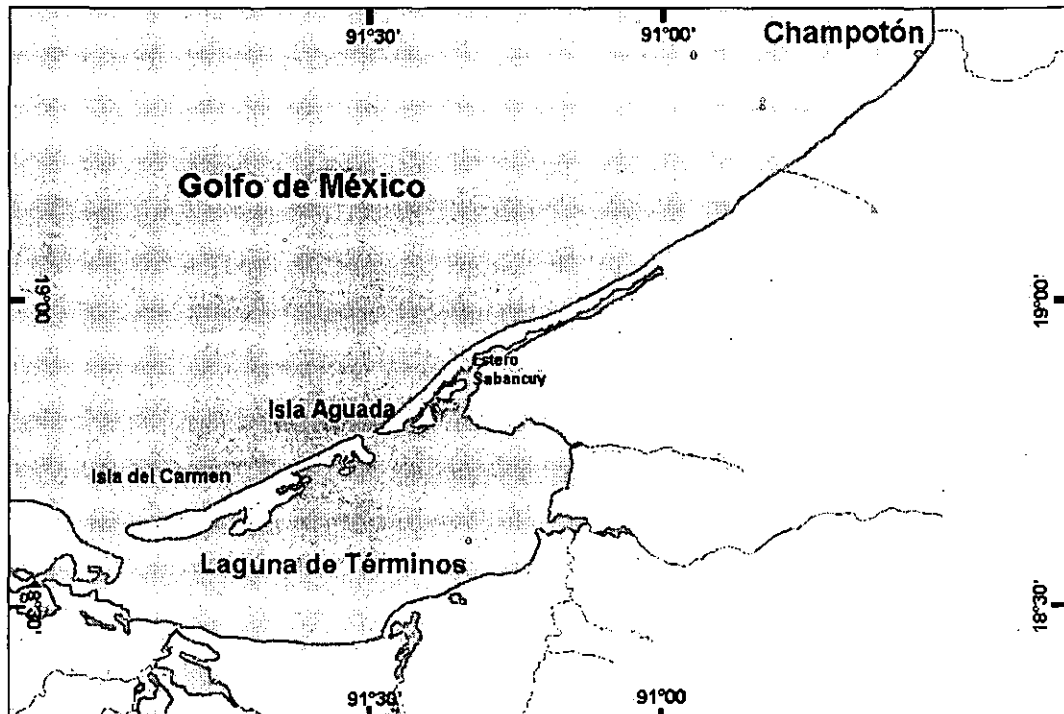 91°30'
91°00'
Champotón
Golfo de México
19°00
19°00'
Estero
Sabancuy
Isla Aguada
Isla del Carmen
Laguna de Términos
18°30'
18°30'
91°30'
91°00